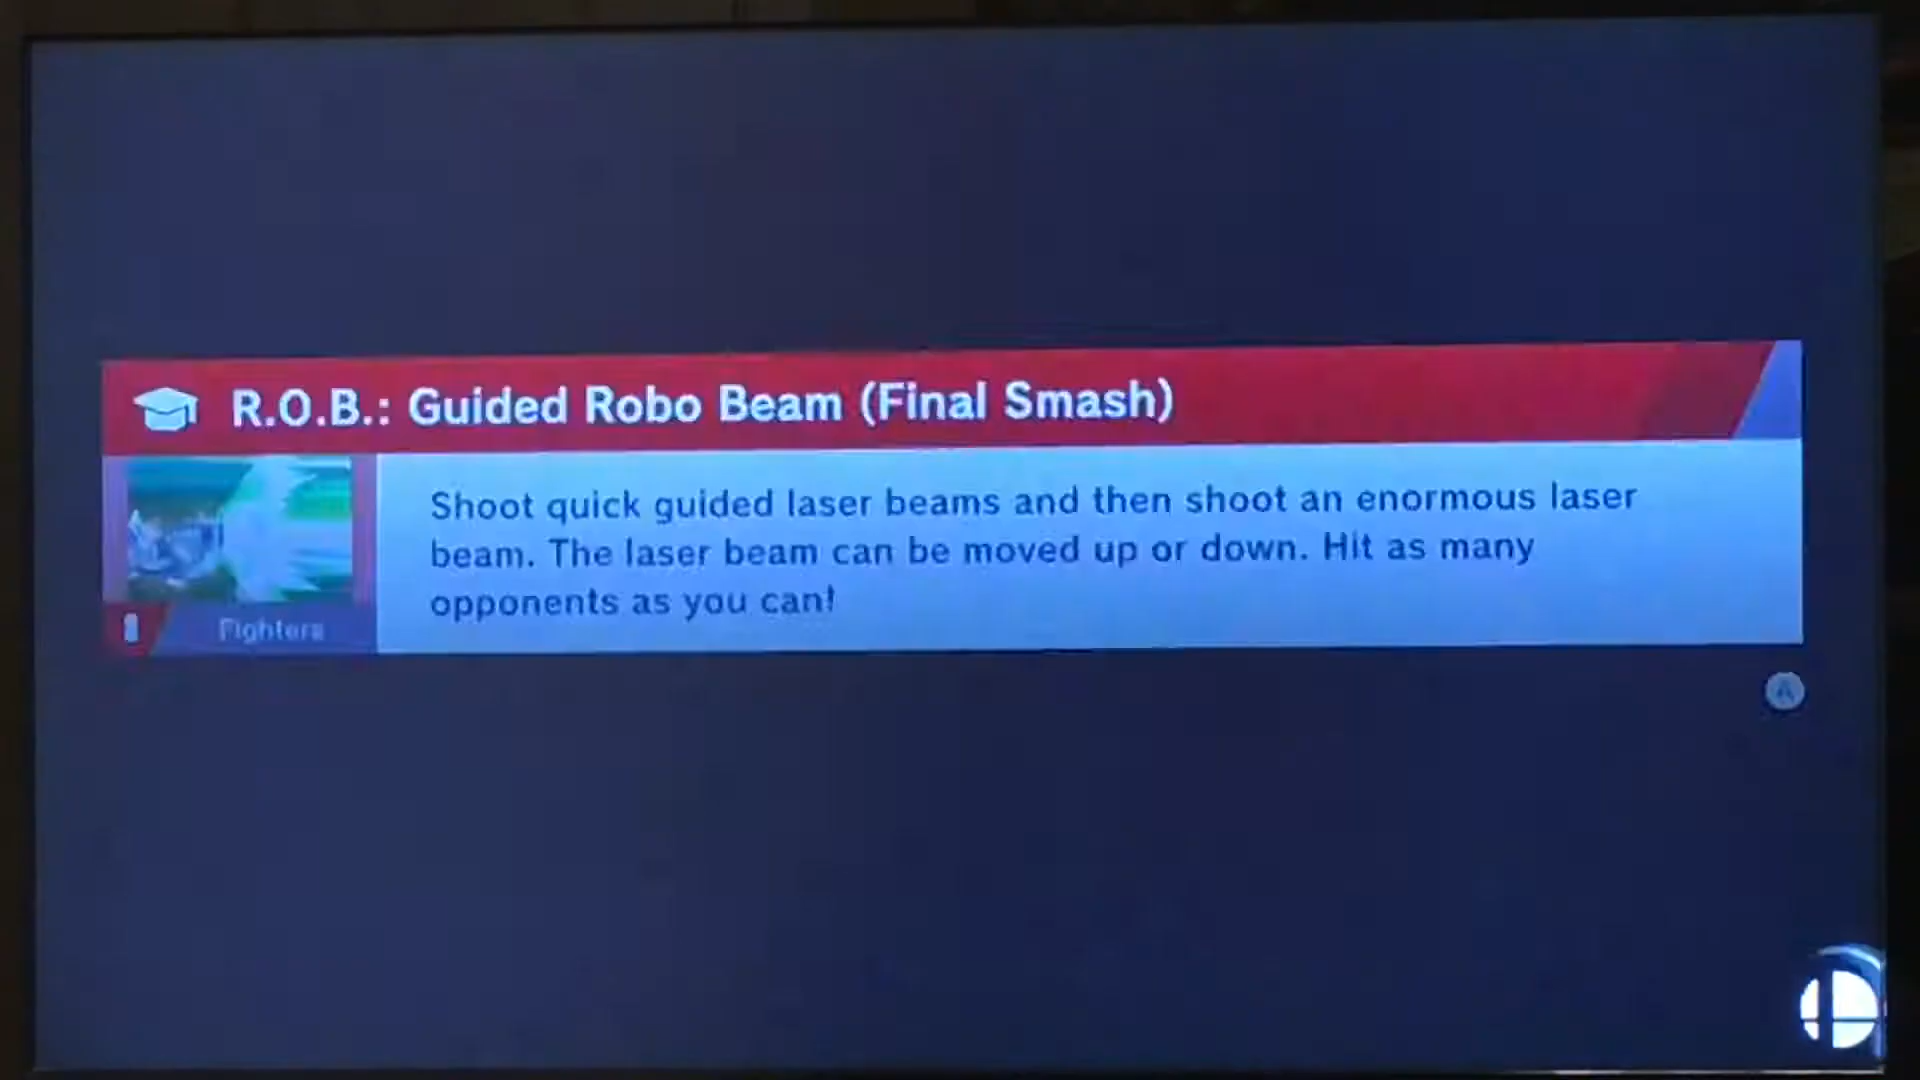 R.O.B.: Guided Robo Beam (Final Smash)
Shoot quick guided laser beams and then shoot an enormous laser
beam. The laser beam can be moved up or down. Hit as many
opponents as you can!
Fighters
A